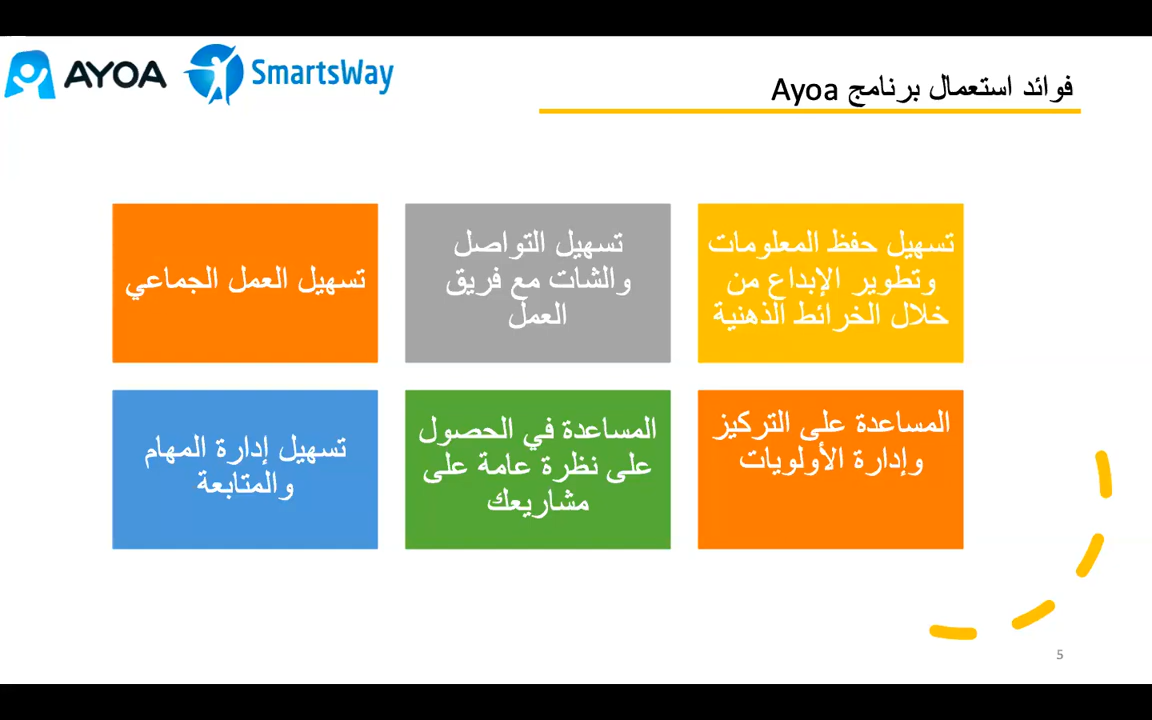 AYOA
SmartsWay
فوائد استعمال برنامج Ayoa
تسهيل حفظ المعلومات
وتطوير الإبداع من
خلال الخرائط الذهنية
تسهيل التواصل
والشات مع فريق
العمل
تسهيل العمل الجماعي
المساعدة على التركيز
وإدارة الأولويات
المساعدة في الحصول
على نظرة عامة على
مشاريعك
تسهيل إدارة المهام
والمتابعة
5